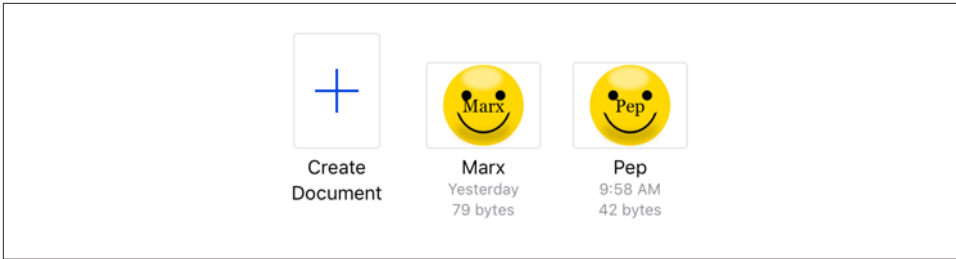 Marx
Pep
Create
Document
Marx
Yesterday
79 bytes
Pep
9:58 AM
42 bytes